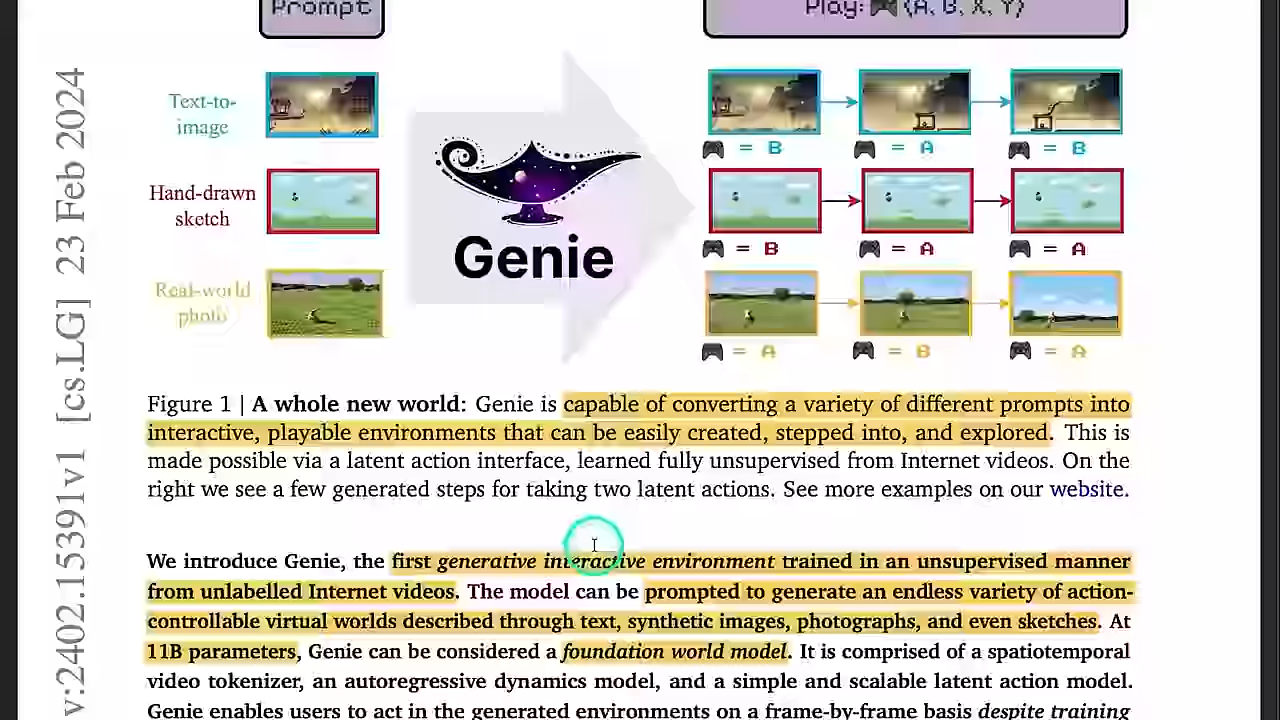 Prompt
Play: {A, B, X, Y}
Text-to-
image
= B
= A
= B
Hand-drawn
sketch
= B
= A
= A
Real-world
photo
= A
= B
= A
Genie
Figure 1 | A whole new world: Genie is capable of converting a variety of different prompts into
interactive, playable environments that can be easily created, stepped into, and explored. This is
made possible via a latent action interface, learned fully unsupervised from Internet videos. On the
right we see a few generated steps for taking two latent actions. See more examples on our website.
We introduce Genie, the first generative interactive environment trained in an unsupervised manner
from unlabelled Internet videos. The model can be prompted to generate an endless variety of action-
controllable virtual worlds described through text, synthetic images, photographs, and even sketches. At
11B parameters, Genie can be considered a foundation world model. It is comprised of a spatiotemporal
video tokenizer, an autoregressive dynamics model, and a simple and scalable latent action model.
Genie enables users to act in the generated environments on a frame-by-frame basis despite training
v:2402.15391v1 [cs.LG] 23 Feb 2024